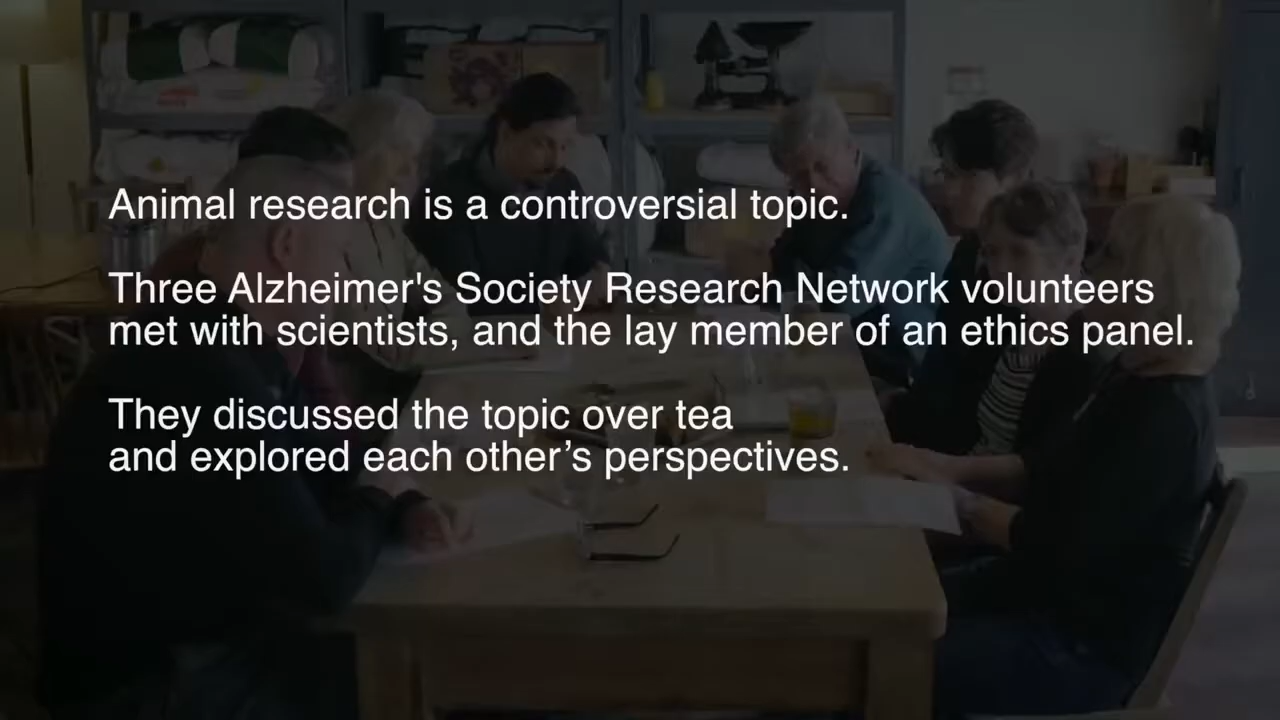 Animal research is a controversial topic.
Three Alzheimer's Society Research Network volunteers
met with scientists, and the lay member of an ethics panel.
They discussed the topic over tea
and explored each other’s perspectives.